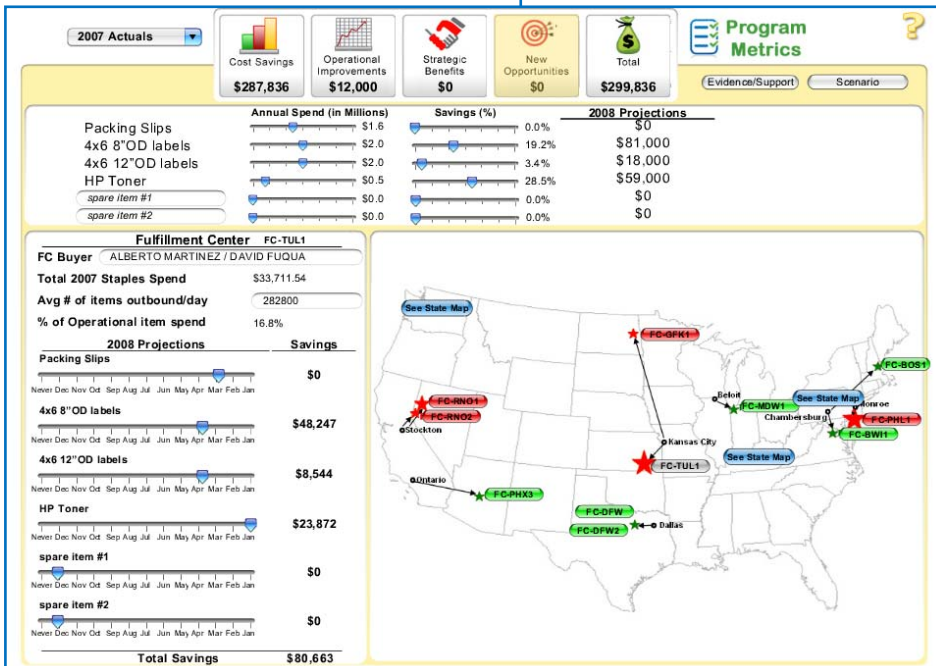 2007 Actuals
Cost Savings
$287,836
Operational
Improvements
$12,000
Strategic
Benefits
$0
New
Opportunities
$0
Total
$299,836
Program
Metrics
?
Evidence/Support
Scenario
Annual Spend (in Millions) Savings (%) 2008 Projections
Packing Slips $1.6 0.0% $0
4x6 8"OD labels $2.0 19.2% $81,000
4x6 12"OD labels $2.0 3.4% $18,000
HP Toner $0.5 28.5% $59,000
spare item #1 $0.0 0.0% $0
spare item #2 $0.0 0.0% $0
Fulfillment Center FC-TUL1
FC Buyer ALBERTO MARTINEZ / DAVID FUQUA
Total 2007 Staples Spend $33,711.54
Avg # of items outbound/day 282800
% of Operational item spend 16.8%
2008 Projections Savings
Packing Slips
$0
Never Dec Nov Oct Sep Aug Jul Jun May Apr Mar Feb Jan
4x6 8"OD labels
$48,247
Never Dec Nov Oct Sep Aug Jul Jun May Apr Mar Feb Jan
4x6 12"OD labels
$8,544
Never Dec Nov Oct Sep Aug Jul Jun May Apr Mar Feb Jan
HP Toner
$23,872
Never Dec Nov Oct Sep Aug Jul Jun May Apr Mar Feb Jan
spare item #1
$0
Never Dec Nov Oct Sep Aug Jul Jun May Apr Mar Feb Jan
spare item #2
$0
Never Dec Nov Oct Sep Aug Jul Jun May Apr Mar Feb Jan
Total Savings $80,663
See State Map
FC-GFK1
FC-BOS1
FC-RNO1
FC-RNO2
Stockton
Beloit
FC-MDW1
See State Map
Monroe
Chambersburg
FC-PHL1
FC-BWI1
Kansas City
FC-TUL1
See State Map
Ontario
FC-PHX3
FC-DFW
FC-DFW2
Dallas